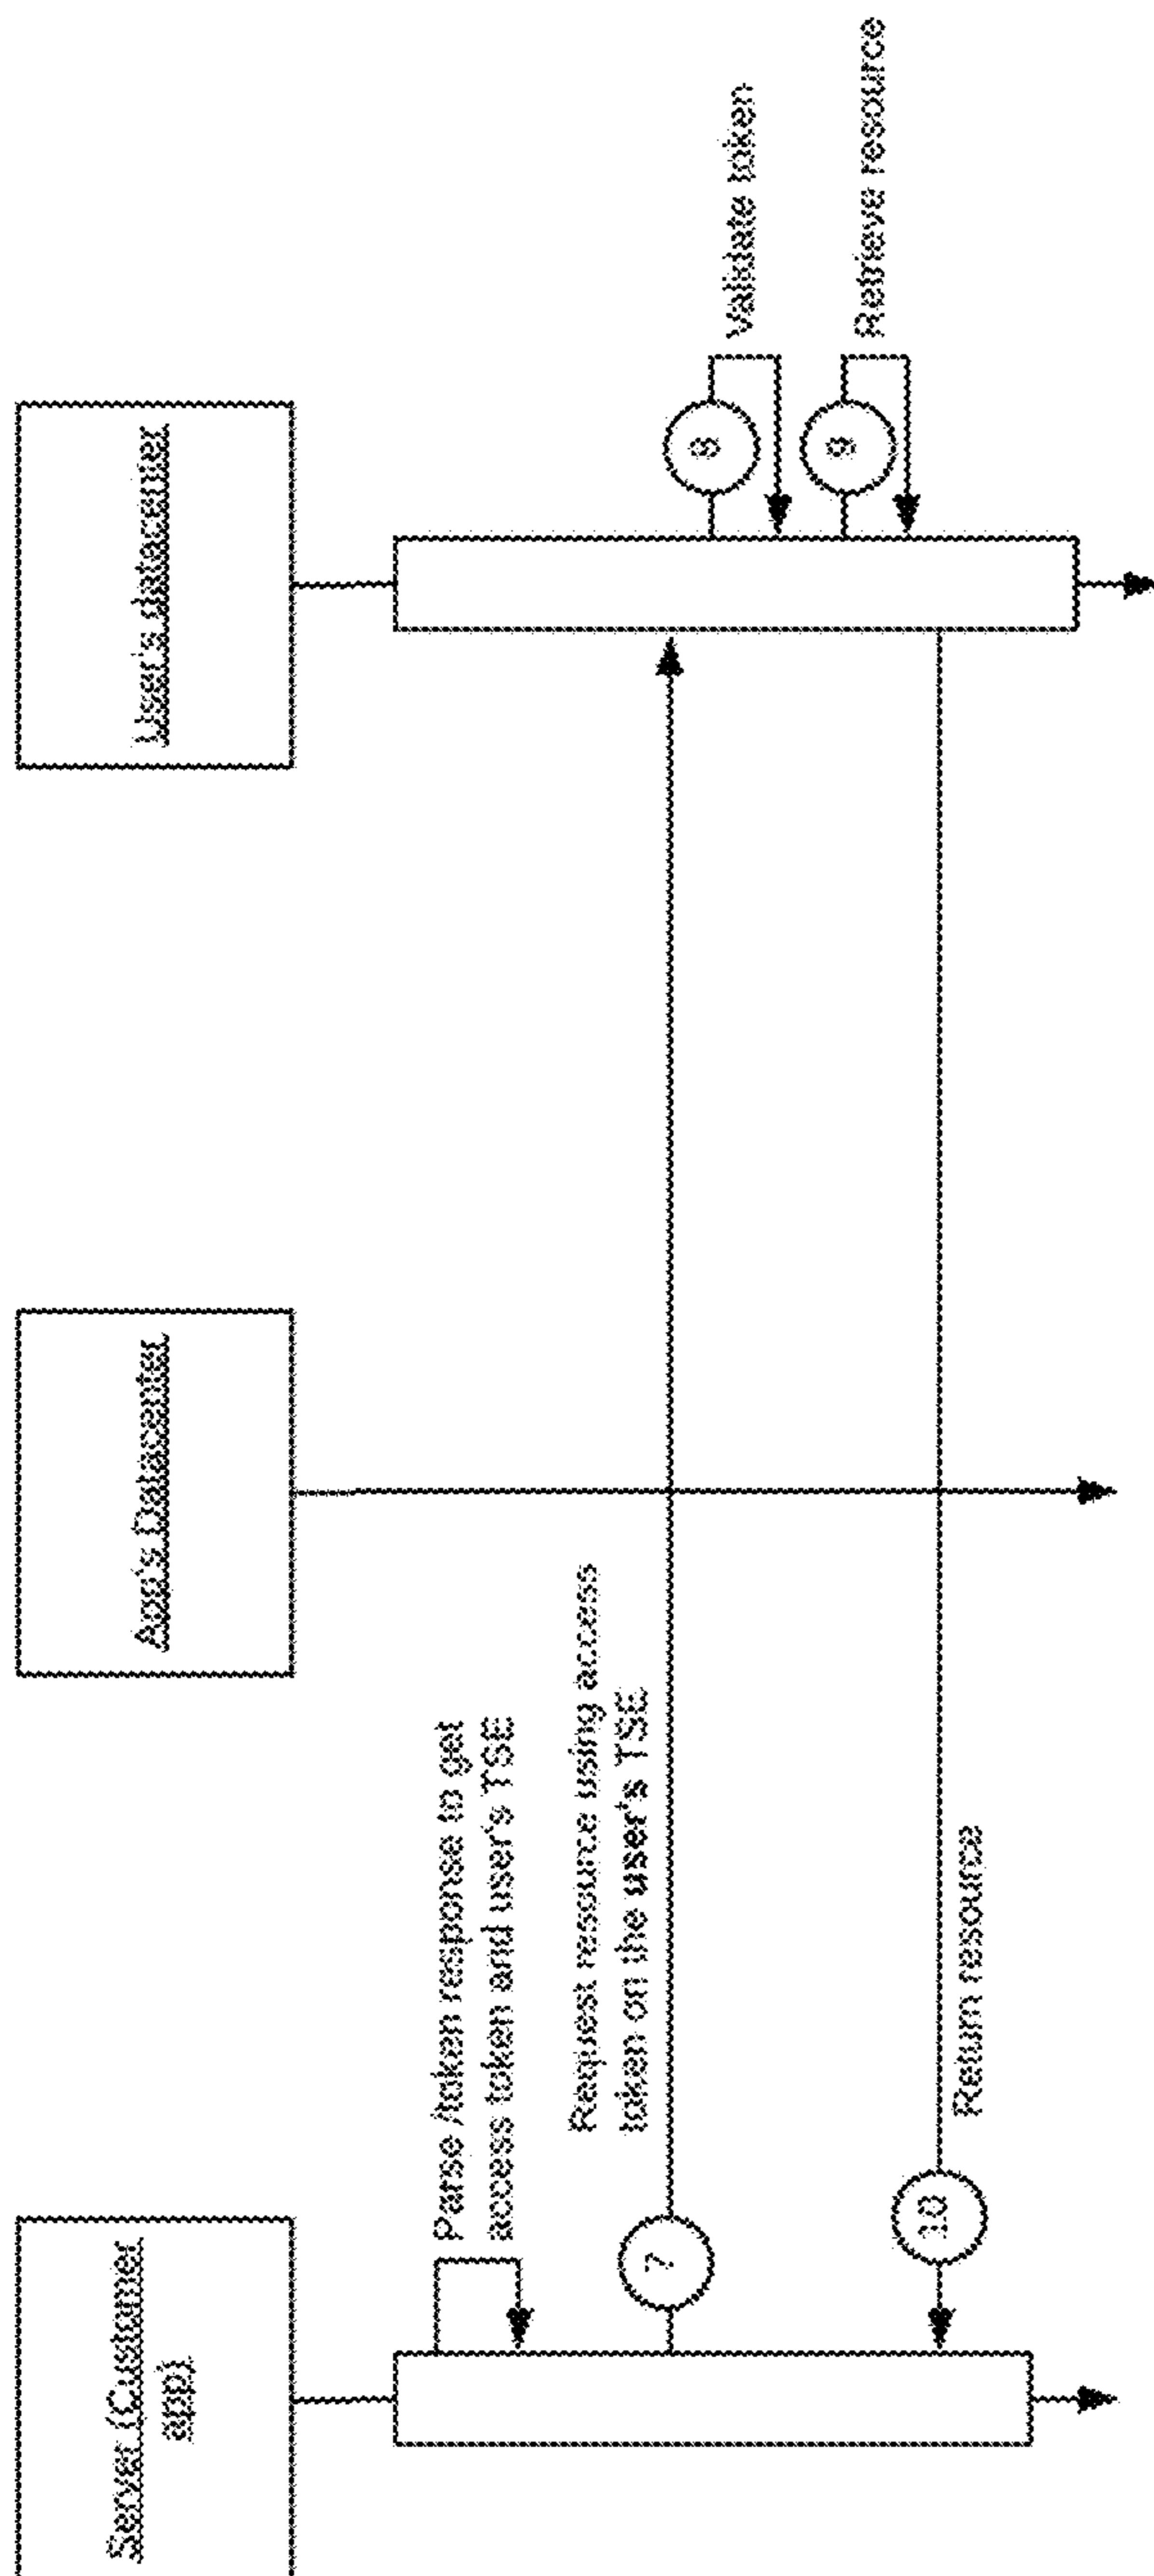 Server (Customer
app)
App's Datacenter
User's datacenter
Parse /token response to get
access token and user's TSE
7
Request resource using access
token on the user's TSE
8
Validate token
9
Retrieve resource
10
Return resource